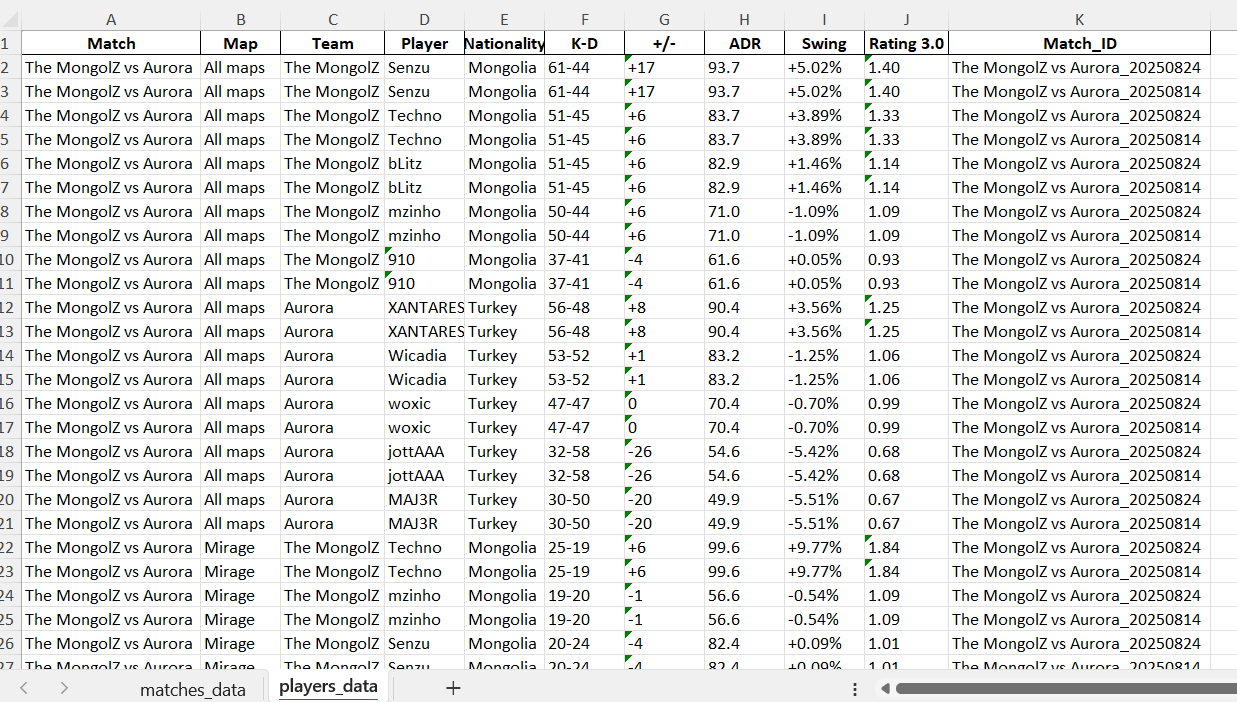 A B C D E F G H I J K
1 Match Map Team Player Nationality K-D +/- ADR Swing Rating 3.0 Match_ID
2 The MongolZ vs Aurora All maps The MongolZ Senzu Mongolia 61-44 +17 93.7 +5.02% 1.40 The MongolZ vs Aurora_20250824
3 The MongolZ vs Aurora All maps The MongolZ Senzu Mongolia 61-44 +17 93.7 +5.02% 1.40 The MongolZ vs Aurora_20250814
4 The MongolZ vs Aurora All maps The MongolZ Techno Mongolia 51-45 +6 83.7 +3.89% 1.33 The MongolZ vs Aurora_20250824
5 The MongolZ vs Aurora All maps The MongolZ Techno Mongolia 51-45 +6 83.7 +3.89% 1.33 The MongolZ vs Aurora_20250814
6 The MongolZ vs Aurora All maps The MongolZ bLitz Mongolia 51-45 +6 82.9 +1.46% 1.14 The MongolZ vs Aurora_20250824
7 The MongolZ vs Aurora All maps The MongolZ bLitz Mongolia 51-45 +6 82.9 +1.46% 1.14 The MongolZ vs Aurora_20250814
8 The MongolZ vs Aurora All maps The MongolZ mzinho Mongolia 50-44 +6 71.0 -1.09% 1.09 The MongolZ vs Aurora_20250824
9 The MongolZ vs Aurora All maps The MongolZ mzinho Mongolia 50-44 +6 71.0 -1.09% 1.09 The MongolZ vs Aurora_20250814
10 The MongolZ vs Aurora All maps The MongolZ 910 Mongolia 37-41 -4 61.6 +0.05% 0.93 The MongolZ vs Aurora_20250824
11 The MongolZ vs Aurora All maps The MongolZ 910 Mongolia 37-41 -4 61.6 +0.05% 0.93 The MongolZ vs Aurora_20250814
12 The MongolZ vs Aurora All maps Aurora XANTARES Turkey 56-48 +8 90.4 +3.56% 1.25 The MongolZ vs Aurora_20250824
13 The MongolZ vs Aurora All maps Aurora XANTARES Turkey 56-48 +8 90.4 +3.56% 1.25 The MongolZ vs Aurora_20250814
14 The MongolZ vs Aurora All maps Aurora Wicadia Turkey 53-52 +1 83.2 -1.25% 1.06 The MongolZ vs Aurora_20250824
15 The MongolZ vs Aurora All maps Aurora Wicadia Turkey 53-52 +1 83.2 -1.25% 1.06 The MongolZ vs Aurora_20250814
16 The MongolZ vs Aurora All maps Aurora woxic Turkey 47-47 0 70.4 -0.70% 0.99 The MongolZ vs Aurora_20250824
17 The MongolZ vs Aurora All maps Aurora woxic Turkey 47-47 0 70.4 -0.70% 0.99 The MongolZ vs Aurora_20250814
18 The MongolZ vs Aurora All maps Aurora jottAAA Turkey 32-58 -26 54.6 -5.42% 0.68 The MongolZ vs Aurora_20250824
19 The MongolZ vs Aurora All maps Aurora jottAAA Turkey 32-58 -26 54.6 -5.42% 0.68 The MongolZ vs Aurora_20250814
20 The MongolZ vs Aurora All maps Aurora MAJ3R Turkey 30-50 -20 49.9 -5.51% 0.67 The MongolZ vs Aurora_20250824
21 The MongolZ vs Aurora All maps Aurora MAJ3R Turkey 30-50 -20 49.9 -5.51% 0.67 The MongolZ vs Aurora_20250814
22 The MongolZ vs Aurora Mirage The MongolZ Techno Mongolia 25-19 +6 99.6 +9.77% 1.84 The MongolZ vs Aurora_20250824
23 The MongolZ vs Aurora Mirage The MongolZ Techno Mongolia 25-19 +6 99.6 +9.77% 1.84 The MongolZ vs Aurora_20250814
24 The MongolZ vs Aurora Mirage The MongolZ mzinho Mongolia 19-20 -1 56.6 -0.54% 1.09 The MongolZ vs Aurora_20250824
25 The MongolZ vs Aurora Mirage The MongolZ mzinho Mongolia 19-20 -1 56.6 -0.54% 1.09 The MongolZ vs Aurora_20250814
26 The MongolZ vs Aurora Mirage The MongolZ Senzu Mongolia 20-24 -4 82.4 +0.09% 1.01 The MongolZ vs Aurora_20250824
27 The MongolZ vs Aurora Mirage The MongolZ Senzu Mongolia 20-24 -4 82.4 +0.09% 1.01 The MongolZ vs Aurora_20250814
matches_data players_data